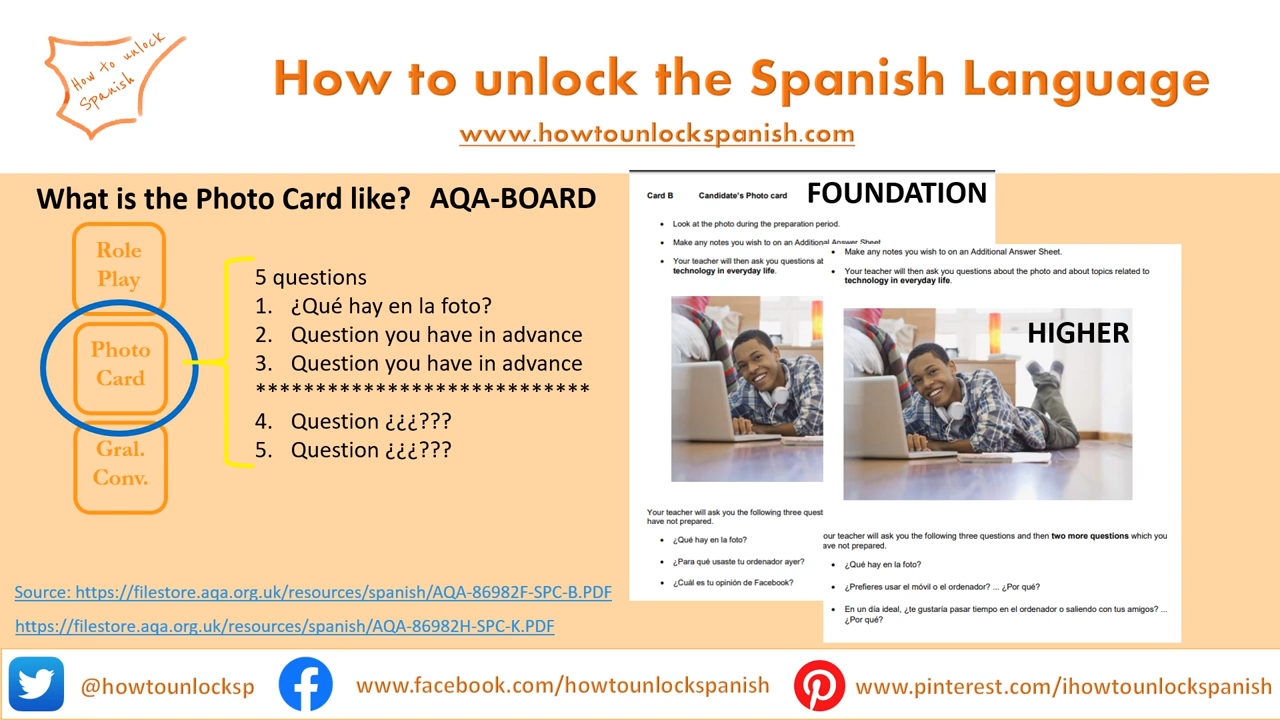 How to unlock
Spanish
How to unlock the Spanish Language
www.howtounlockspanish.com
What is the Photo Card like? AQA-BOARD
Role
Play
Photo
Card
Gral.
Conv.
5 questions
1. ¿Qué hay en la foto?
2. Question you have in advance
3. Question you have in advance
****************************
4. Question ¿¿¿???
5. Question ¿¿¿???
Source: https://filestore.aqa.org.uk/resources/spanish/AQA-86982F-SPC-B.PDF
https://filestore.aqa.org.uk/resources/spanish/AQA-86982H-SPC-K.PDF
Card B Candidate's Photo card FOUNDATION
• Look at the photo during the preparation period.
• Make any notes you wish to on an Additional Answer Sheet
• Your teacher will then ask you questions ab
technology in everyday life.
Your teacher will ask you the following three quest
have not prepared.
• ¿Qué hay en la foto?
• ¿Para qué usaste tu ordenador ayer?
• ¿Cuál es tu opinión de Facebook?
• Make any notes you wish to on an Additional Answer Sheet.
• Your teacher will then ask you questions about the photo and about topics related to
technology in everyday life.
HIGHER
our teacher will ask you the following three questions and then two more questions which you
ave not prepared.
• ¿Qué hay en la foto?
• ¿Prefieres usar el móvil o el ordenador? ... ¿Por qué?
• En un día ideal, ¿te gustaría pasar tiempo en el ordenador o saliendo con tus amigos? ...
¿Por qué?
@howtounlocksp
www.facebook.com/howtounlockspanish
www.pinterest.com/ihowtounlockspanish